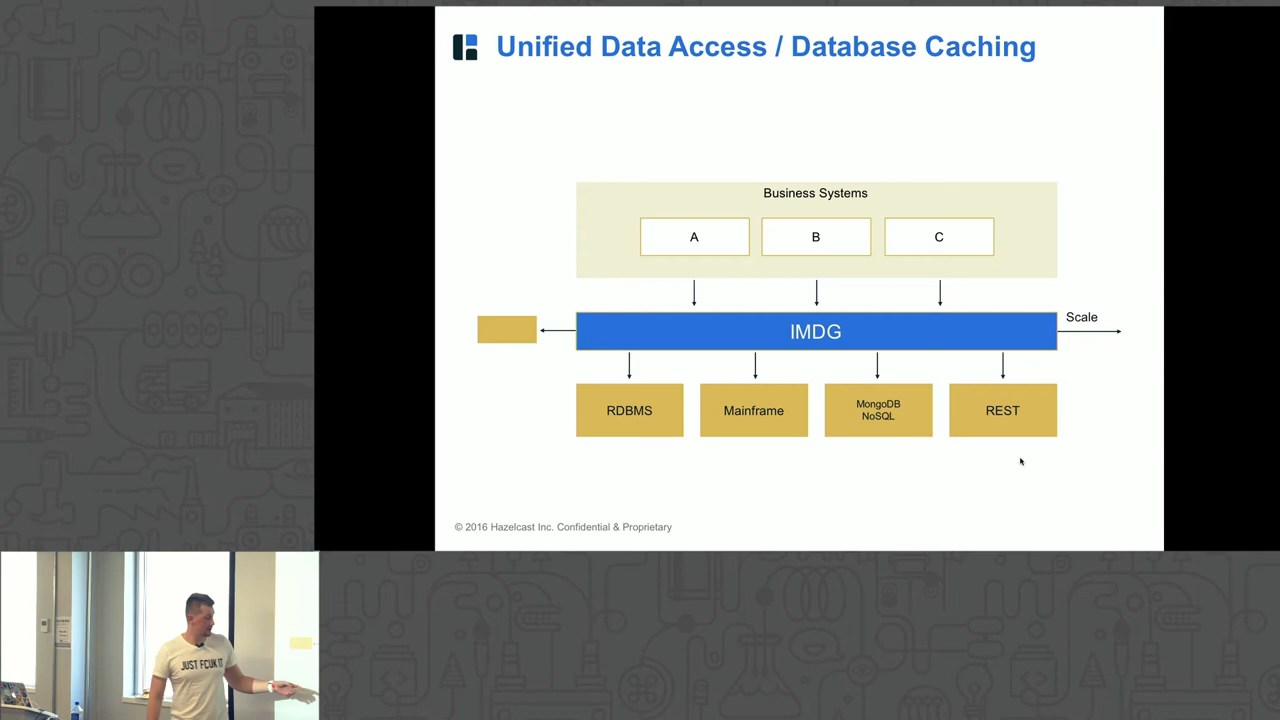 Unified Data Access / Database Caching
Business Systems
A
B
C
IMDG
Scale
RDBMS
Mainframe
MongoDB
NoSQL
REST
© 2016 Hazelcast Inc. Confidential & Proprietary
JUST FCUK IT